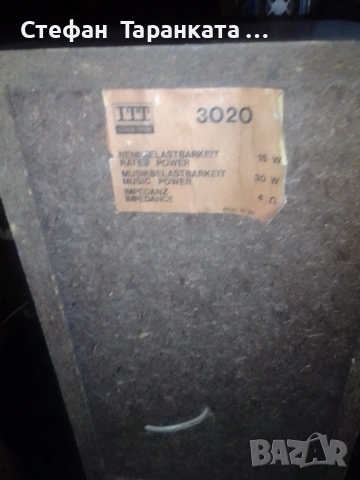 Стефан Таранката ...
ITT 3020
NENNBELASTBARKEIT 15 W
RATED POWER
MUSIKBELASTBARKEIT 30 W
MUSIC POWER
IMPEDANZ 4 Ω
IMPEDANCE
BAZAR